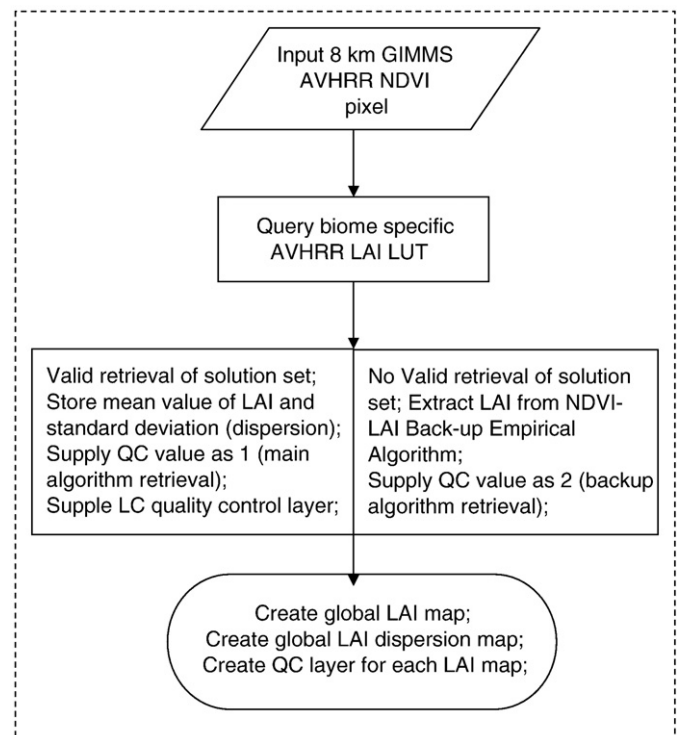 Input 8 km GIMMS
AVHRR NDVI
pixel
Query biome specific
AVHRR LAI LUT
Valid retrieval of solution set;
Store mean value of LAI and
standard deviation (dispersion);
Supply QC value as 1 (main
algorithm retrieval);
Supple LC quality control layer;
No Valid retrieval of solution
set; Extract LAI from NDVI-
LAI Back-up Empirical
Algorithm;
Supply QC value as 2 (backup
algorithm retrieval);
Create global LAI map;
Create global LAI dispersion map;
Create QC layer for each LAI map;